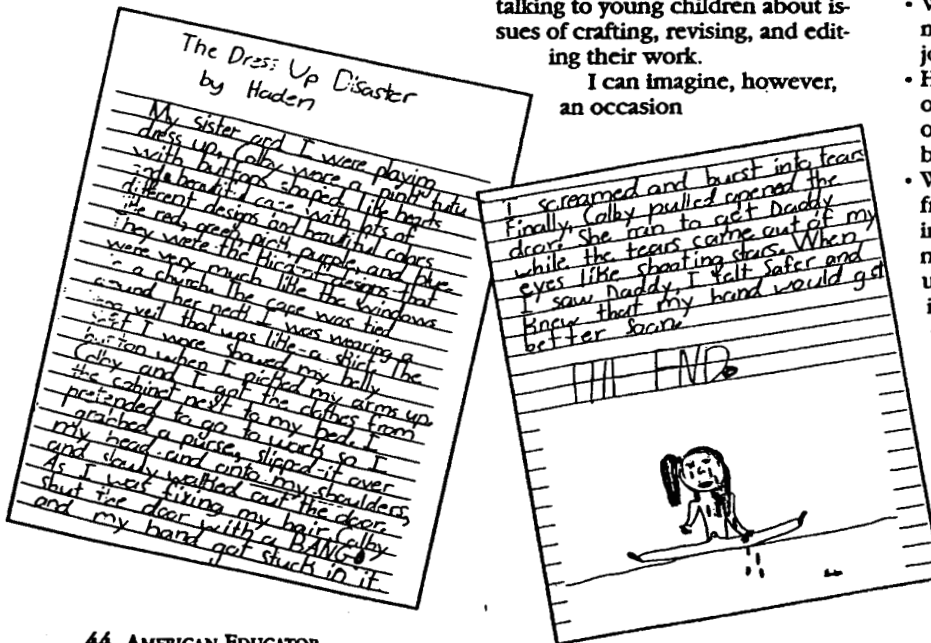 talking to young children about is-
sues of crafting, revising, and edit-
ing their work.
I can imagine, however,
an occasion
The Dress Up Disaster
by Haden
My sister and I were playing
dress up. Colby wore a pink tutu
with buttons shaped like hearts
and a beautiful cape with lots of
different designs and beautiful colors
like red, green, pink, purple, and blue.
They were the kind of designs that
were very much like the windows
in a church. The cape was tied
around her neck. I was wearing a
long veil that was like a stick. The
I wore showed my belly
button when I picked my arms up.
Colby and I got the clothes from
the cabinet next to my bed. I
pretended to go to work so I
grabbed a purse, slipped it over
my head and onto my shoulders,
and slowly walked out the door.
As I was fixing my hair Colby
shut the door with a BANG!
and my hand got stuck in it
I screamed and burst into tears
Finally, Colby pulled opened the
door. She ran to get Daddy
while the tears came out of my
eyes like shooting stars. When
I saw Daddy, I felt safer and
knew that my hand would get
better soon.
THE END.
44 AMERICAN EDUCATOR